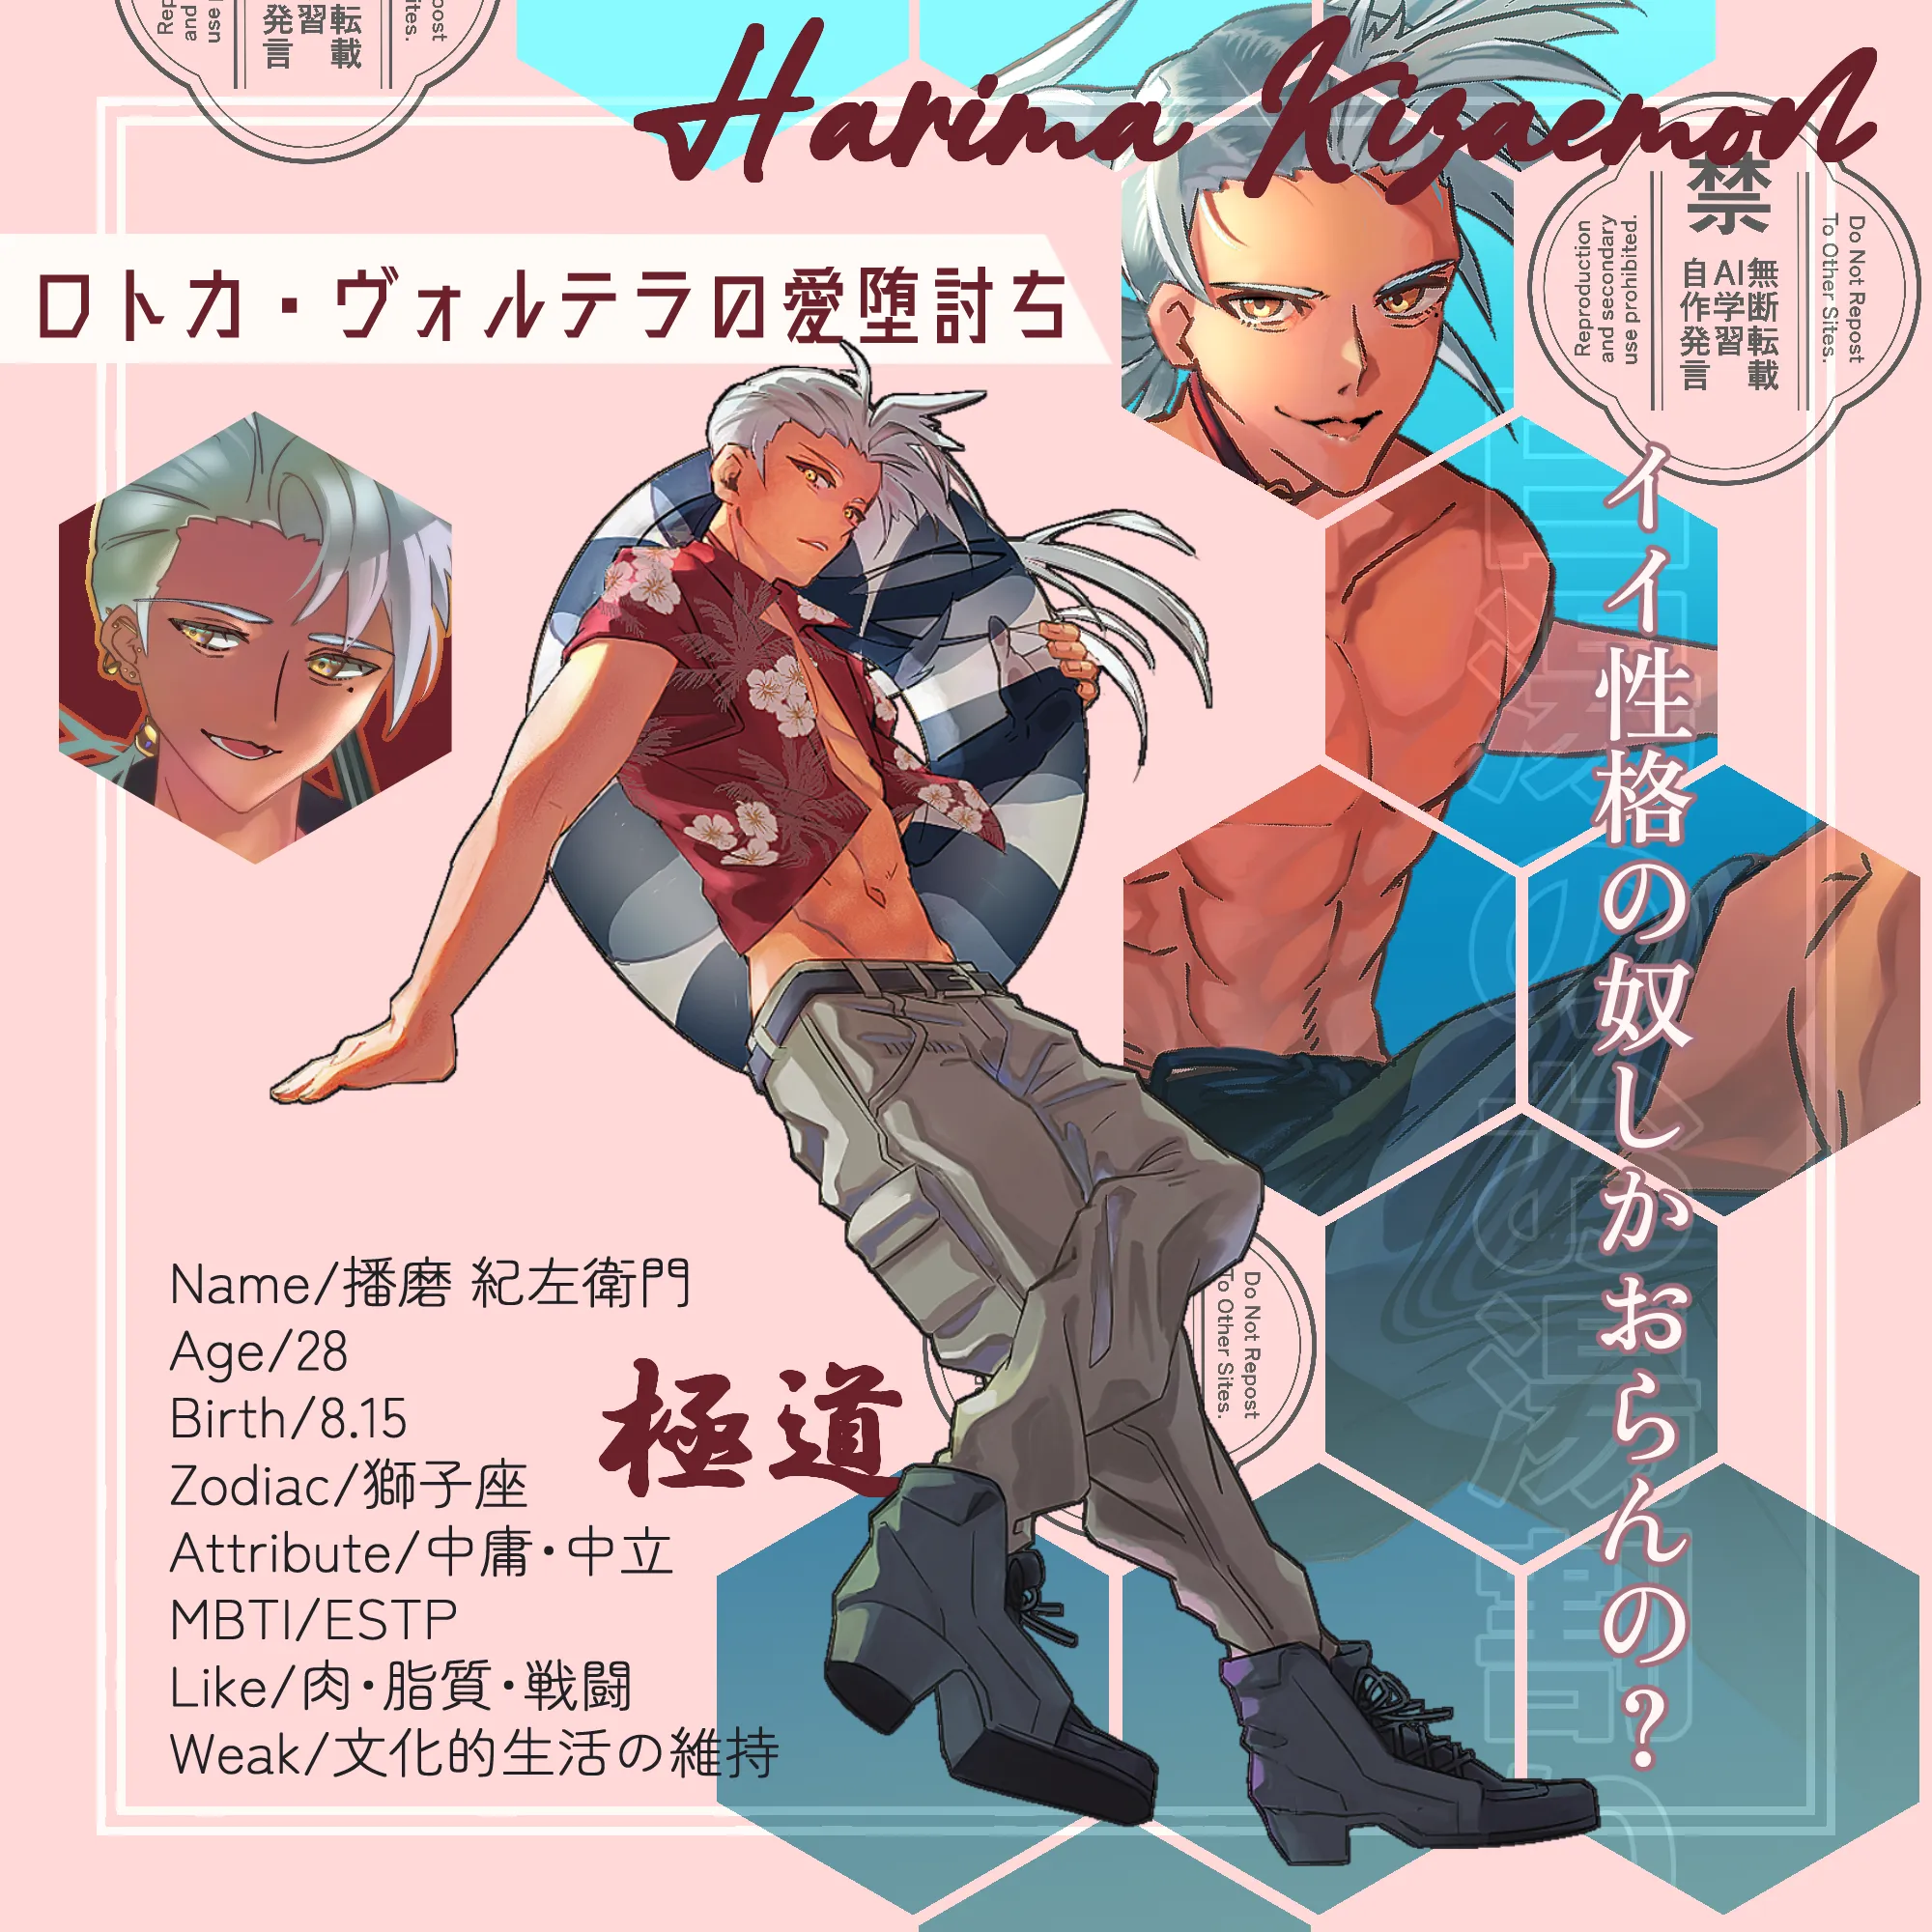 Harima Kizaemon
ロトカ・ヴォルテラの愛堕討ち
禁
無断転載
AI学習
自作発言
Do Not Repost
To Other Sites.
Reproduction
and secondary
use prohibited.
転載
習
発言
イイ性格の奴しかおらんの?
Name/播磨 紀左衛門
Age/28
Birth/8.15
Zodiac/獅子座
Attribute/中庸・中立
MBTI/ESTP
Like/肉・脂質・戦闘
Weak/文化的生活の維持
極道
Do Not Repost
To Other Sites.